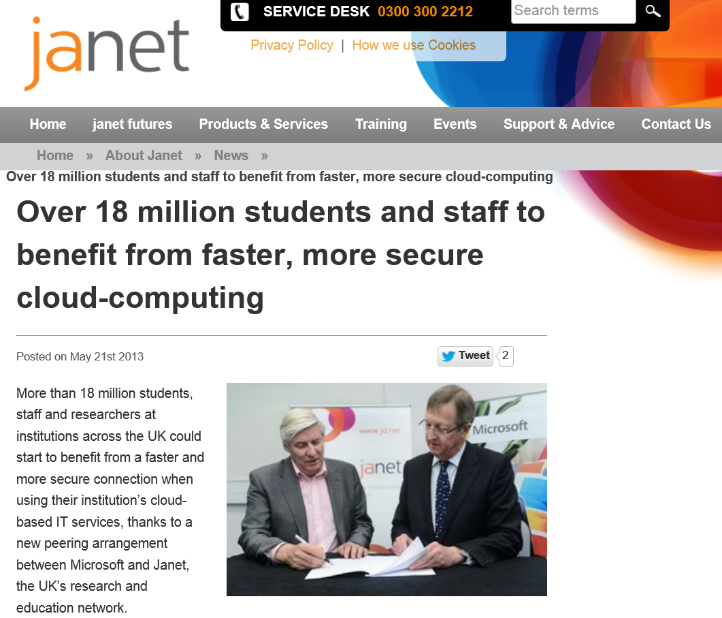 janet
SERVICE DESK 0300 300 2212
Search terms
Privacy Policy | How we use Cookies
Home janet futures Products & Services Training Events Support & Advice Contact Us
Home » About Janet » News »
Over 18 million students and staff to benefit from faster, more secure cloud-computing
Over 18 million students and staff to
benefit from faster, more secure
cloud-computing
Posted on May 21st 2013
Tweet 2
More than 18 million students,
staff and researchers at
institutions across the UK could
start to benefit from a faster and
more secure connection when
using their institution’s cloud-
based IT services, thanks to a
new peering arrangement
between Microsoft and Janet,
the UK’s research and
education network.
www.ja.net
janet
Microsoft